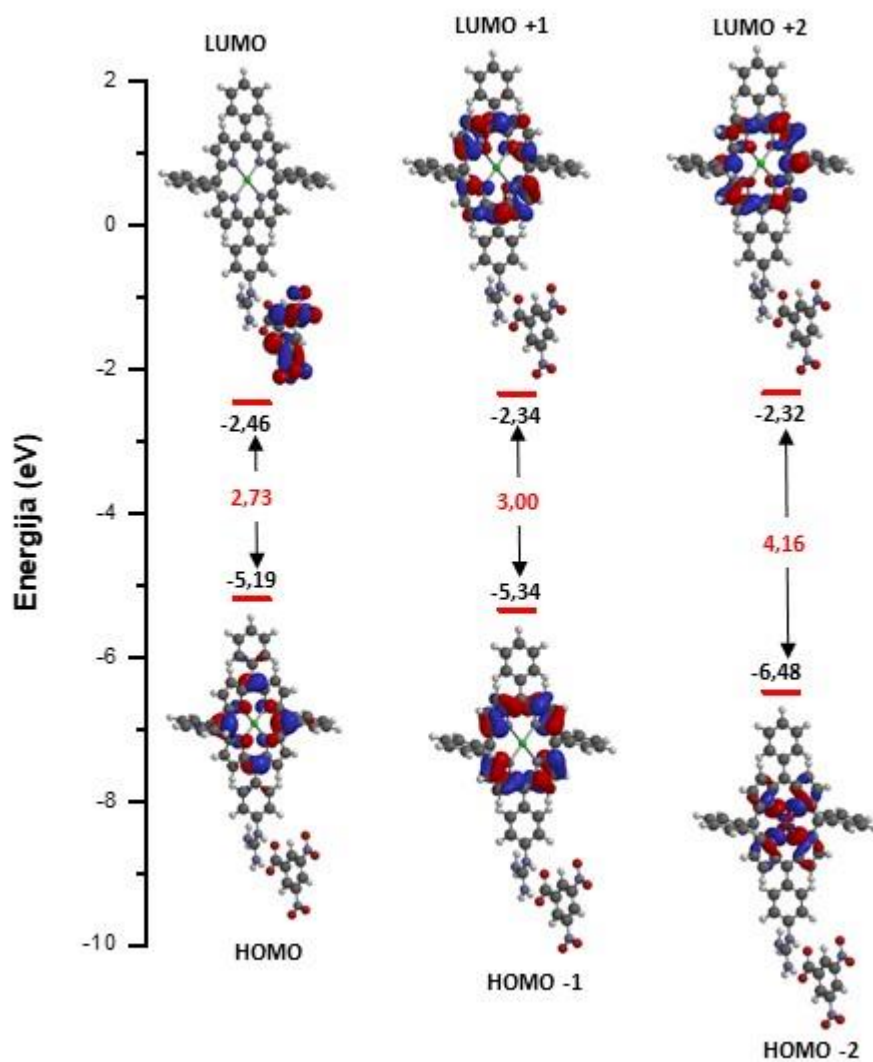 LUMO
LUMO +1
LUMO +2
2
0
-2
-4
-6
-8
-10
Energija (eV)
-2,46
-2,34
-2,32
2,73
3,00
4,16
-5,19
-5,34
-6,48
HOMO
HOMO -1
HOMO -2